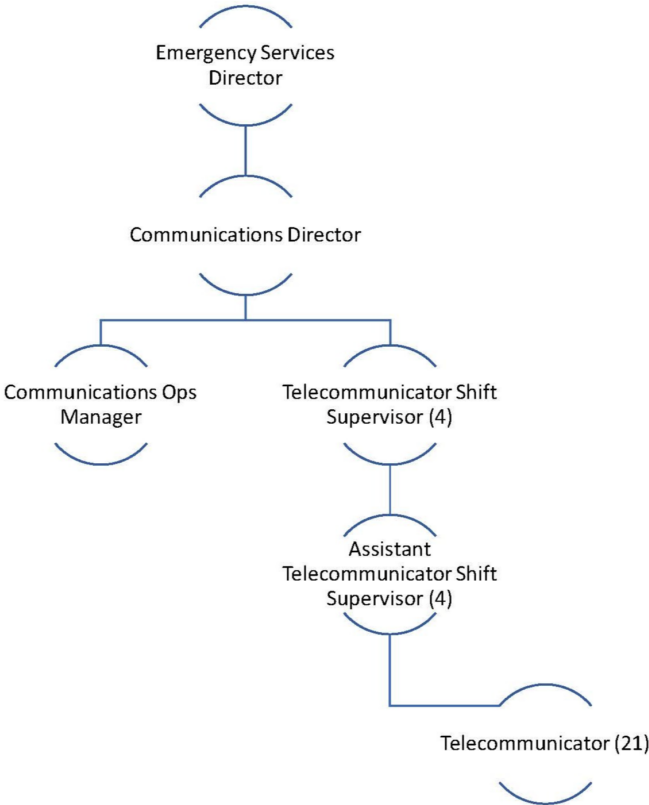 Emergency Services
Director
Communications Director
Communications Ops
Manager
Telecommunicator Shift
Supervisor (4)
Assistant
Telecommunicator Shift
Supervisor (4)
Telecommunicator (21)